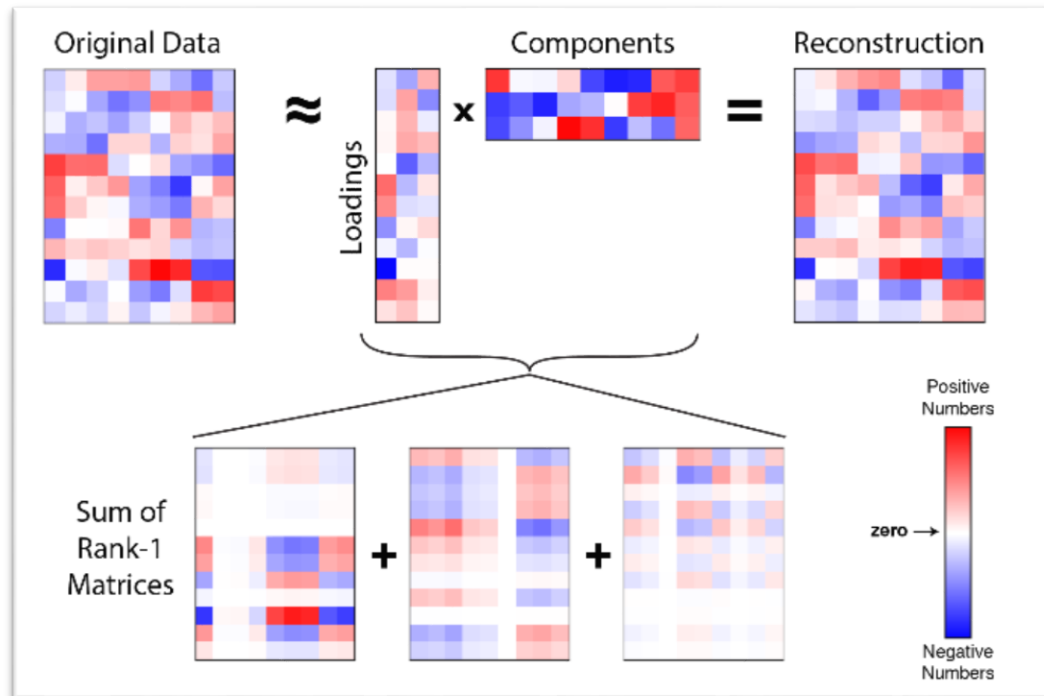 Original Data
≈
Loadings
x
Components
=
Reconstruction
Sum of
Rank-1
Matrices
+
+
Positive
Numbers
zero →
Negative
Numbers